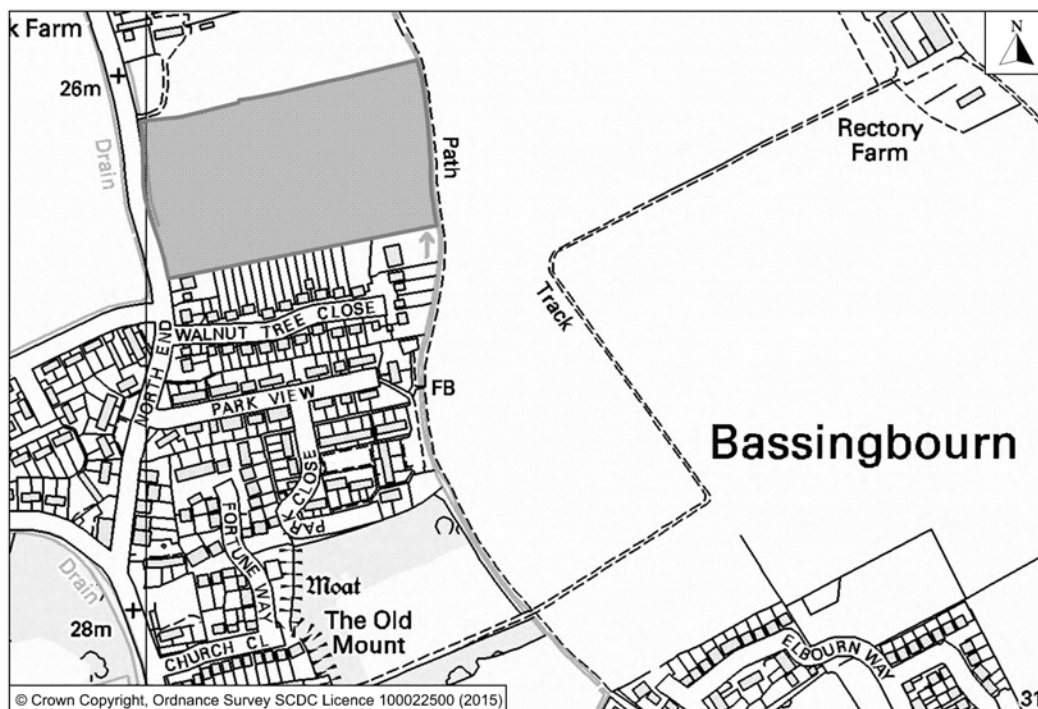 k Farm
N
26m
Drain
Path
Rectory
Farm
Track
WALNUT TREE CLOSE
NORTH END
PARK VIEW
FB
Bassingbourn
PARK CLOSE
FORTUNE WAY
Moat
Drain
The Old
Mount
28m
CHURCH CL
ELBOURN WAY
31
© Crown Copyright, Ordnance Survey SCDC Licence 100022500 (2015)